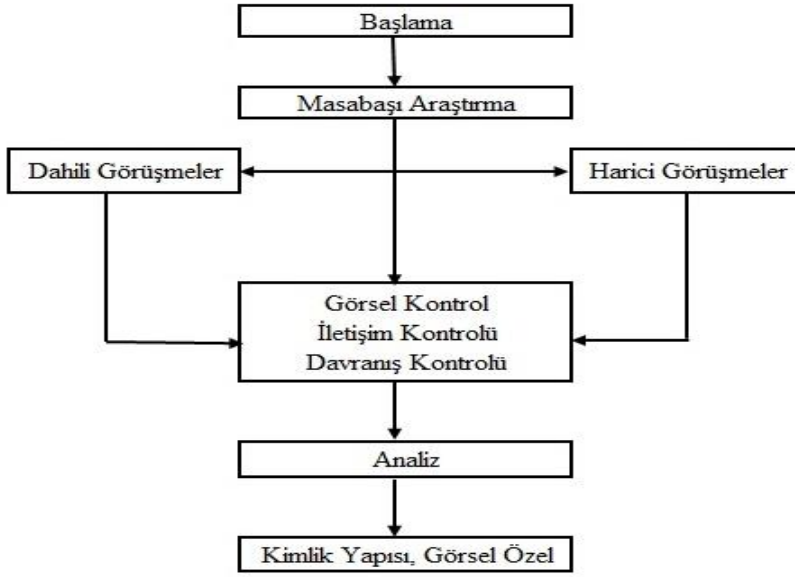 Başlama
Masabaşı Araştırma
Dahili Görüşmeler
Harici Görüşmeler
Görsel Kontrol
İletişim Kontrolü
Davranış Kontrolü
Analiz
Kimlik Yapısı, Görsel Özel